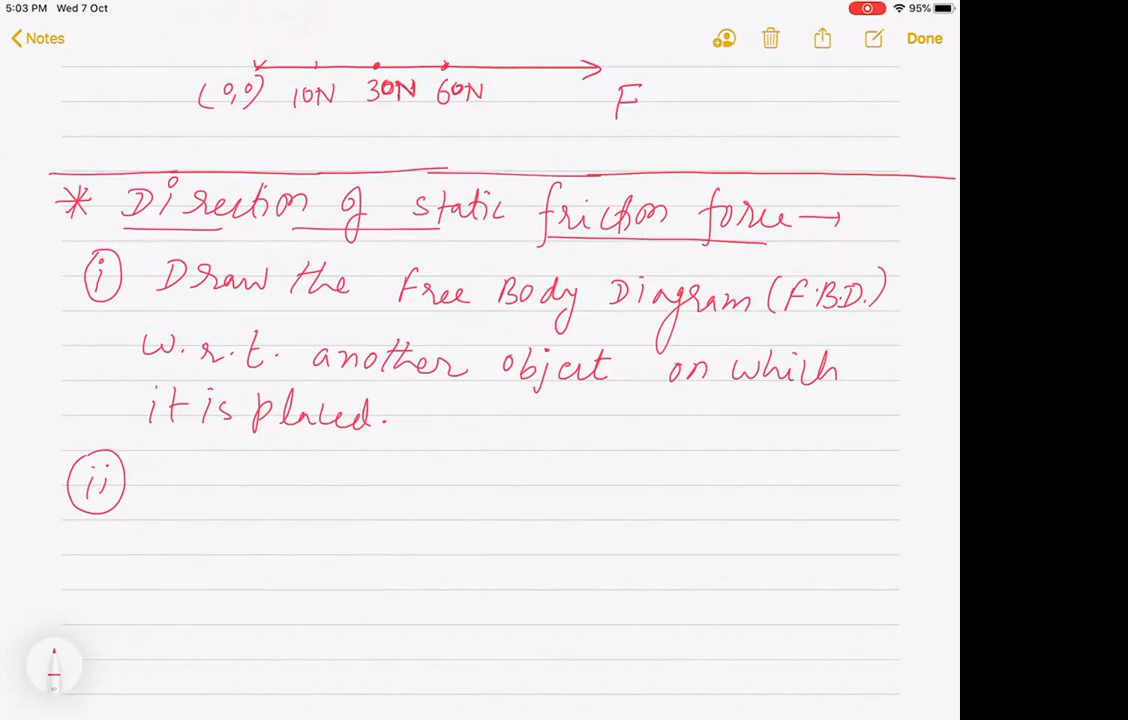 5:03 PM Wed 7 Oct
95%
Notes
Done
(0,0) 10N 30N 60N
F
* Direction of static friction force →
i Draw the Free Body Diagram (F.B.D.)
w.r.t. another object on which
it is placed.
ii